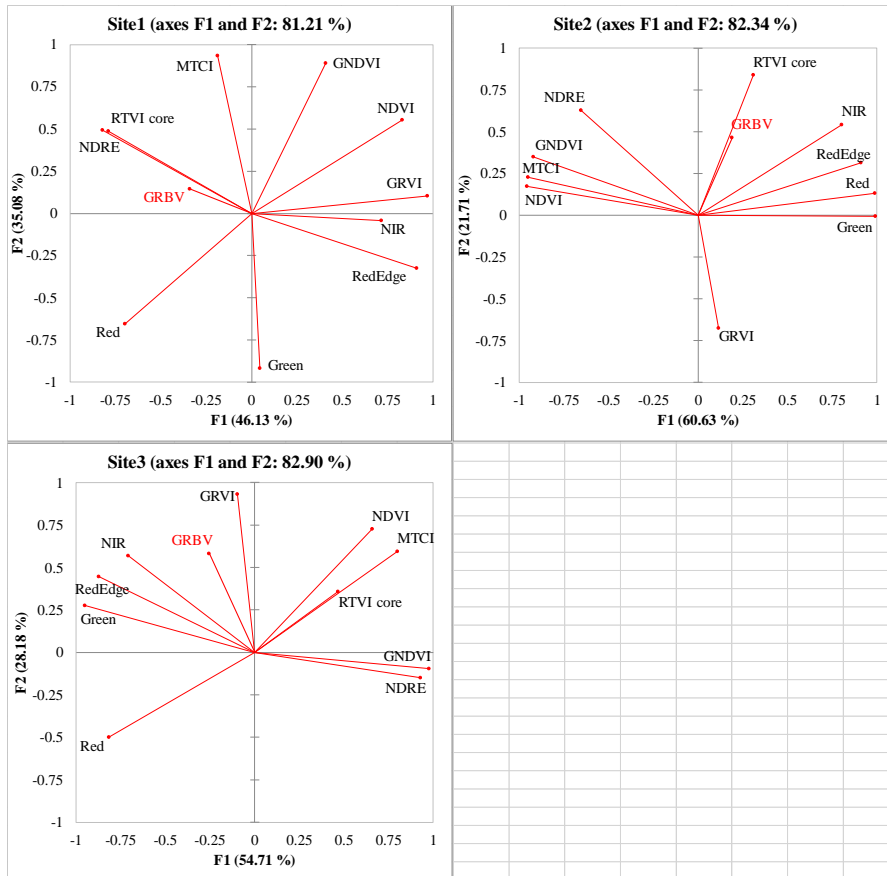 Site1 (axes F1 and F2: 81.21 %)
1
0.75
0.5
0.25
0
-0.25
-0.5
-0.75
-1
F2 (35.08 %)
MTCI
GNDVI
NDVI
RTVI core
NDRE
GRBV
GRVI
NIR
RedEdge
Red
Green
-1
-0.75
-0.5
-0.25
0
0.25
0.5
0.75
1
F1 (46.13 %)
Site2 (axes F1 and F2: 82.34 %)
1
0.75
0.5
0.25
0
-0.25
-0.5
-0.75
-1
F2 (21.71 %)
RTVI core
NDRE
NIR
GRBV
GNDVI
RedEdge
MTCI
Red
NDVI
Green
GRVI
-1
-0.75
-0.5
-0.25
0
0.25
0.5
0.75
1
F1 (60.63 %)
Site3 (axes F1 and F2: 82.90 %)
1
0.75
0.5
0.25
0
-0.25
-0.5
-0.75
-1
F2 (28.18 %)
GRVI
NDVI
NIR
GRBV
MTCI
RedEdge
RTVI core
Green
GNDVI
NDRE
Red
-1
-0.75
-0.5
-0.25
0
0.25
0.5
0.75
1
F1 (54.71 %)